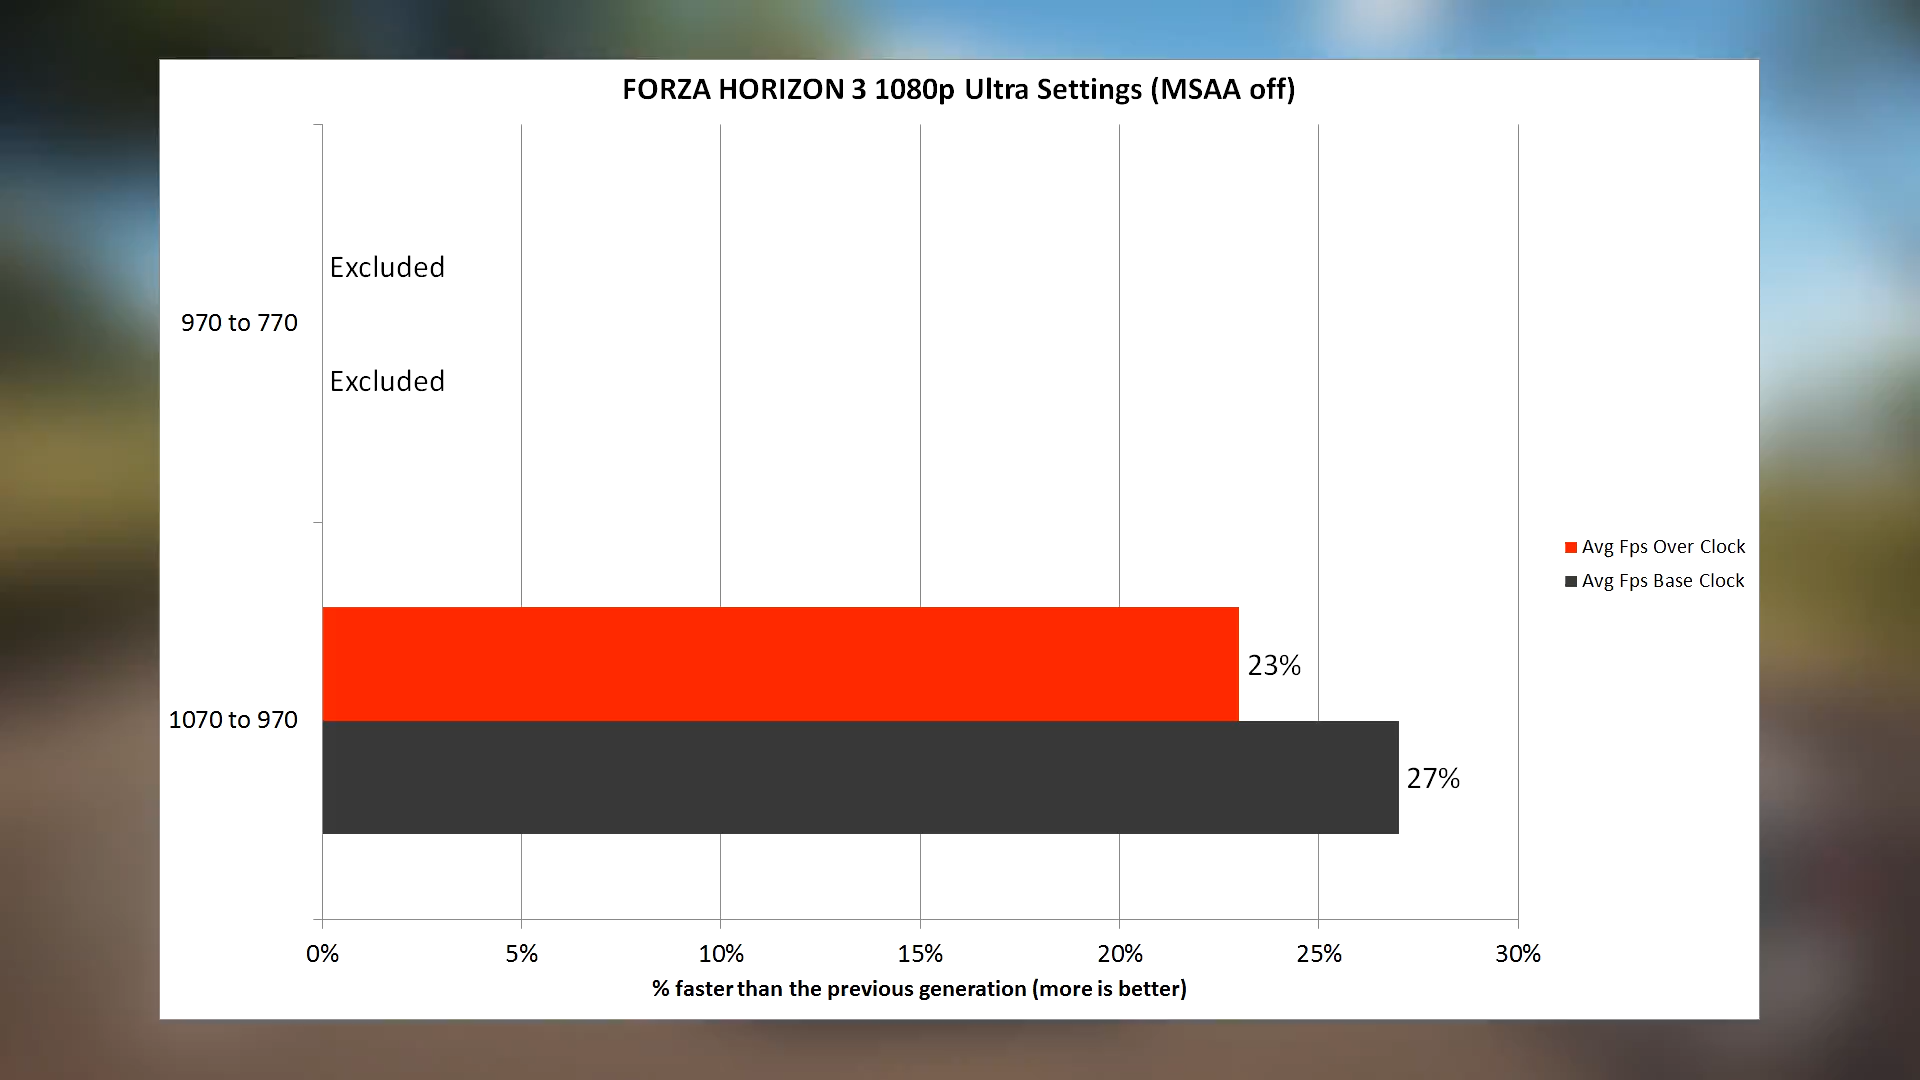 FORZA HORIZON 3 1080p Ultra Settings (MSAA off)
Excluded
970 to 770
Excluded
Avg Fps Over Clock
Avg Fps Base Clock
23%
1070 to 970
27%
0% 5% 10% 15% 20% 25% 30%
% faster than the previous generation (more is better)